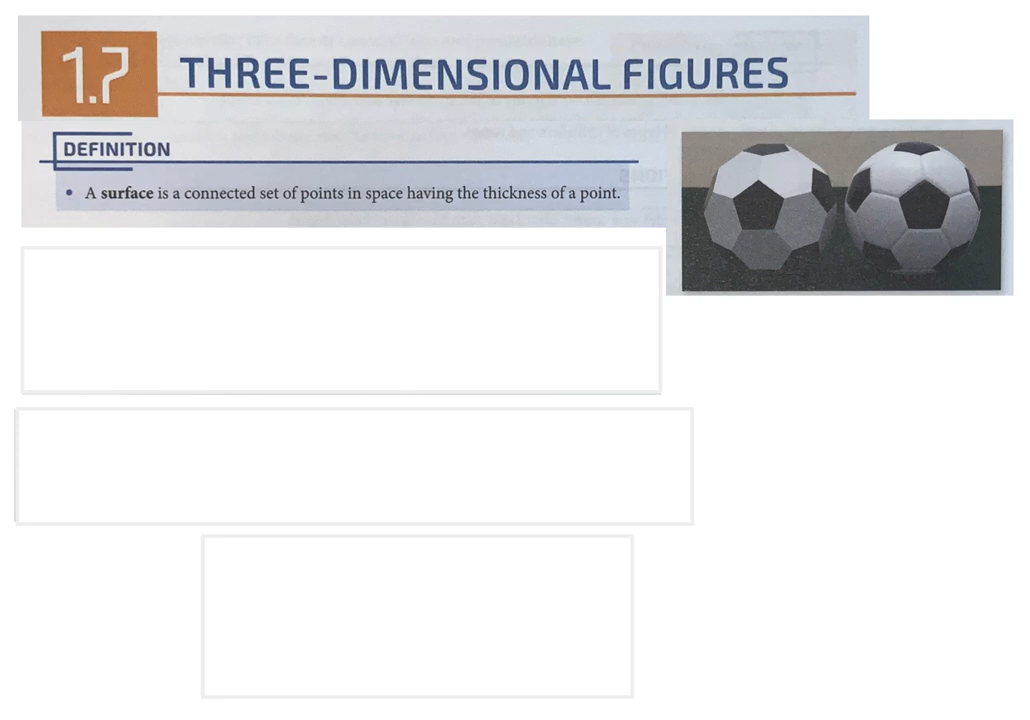 1.7
THREE-DIMENSIONAL FIGURES
DEFINITION
• A surface is a connected set of points in space having the thickness of a point.